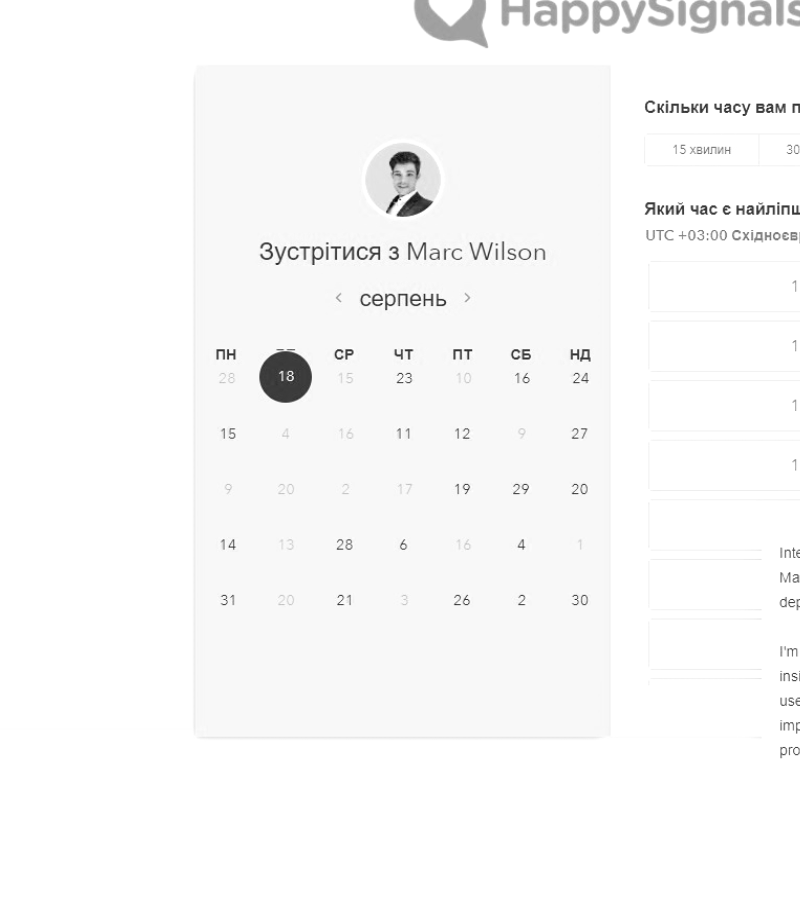 HappySignals
Зустрітися з Marc Wilson
серпень
ПН СР ЧТ ПТ СБ НД
28 18 15 23 10 16 24
15 4 16 11 12 9 27
9 20 2 17 19 29 20
14 13 28 6 16 4 1
31 20 21 3 26 2 30
Скільки часу вам п
15 хвилин 30
Який час є найліпш
UTC +03:00 Східноєв
1
1
1
1
Inte
Ma
dep
I'm
insi
use
imp
pro